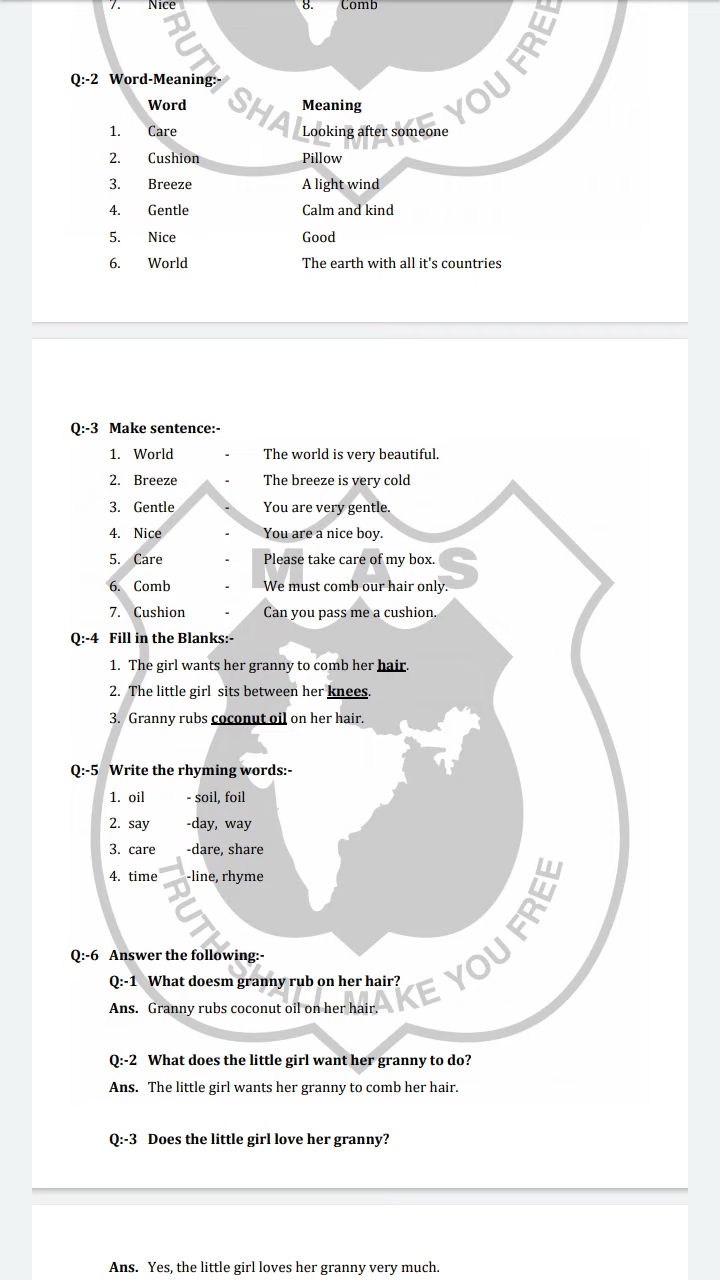 7. Nice 8. Comb
Q:-2 Word-Meaning:-
Word Meaning
1. Care Looking after someone
2. Cushion Pillow
3. Breeze A light wind
4. Gentle Calm and kind
5. Nice Good
6. World The earth with all it's countries
TRUTH SHALL MAKE YOU FREE
Q:-3 Make sentence:-
1. World - The world is very beautiful.
2. Breeze - The breeze is very cold
3. Gentle - You are very gentle.
4. Nice - You are a nice boy.
5. Care - Please take care of my box.
6. Comb - We must comb our hair only.
7. Cushion - Can you pass me a cushion.
M A S
Q:-4 Fill in the Blanks:-
1. The girl wants her granny to comb her hair.
2. The little girl sits between her knees.
3. Granny rubs coconut oil on her hair.
Q:-5 Write the rhyming words:-
1. oil - soil, foil
2. say -day, way
3. care -dare, share
4. time -line, rhyme
Q:-6 Answer the following:-
Q:-1 What doesm granny rub on her hair?
Ans. Granny rubs coconut oil on her hair.
Q:-2 What does the little girl want her granny to do?
Ans. The little girl wants her granny to comb her hair.
Q:-3 Does the little girl love her granny?
TRUTH SHALL MAKE YOU FREE
Ans. Yes, the little girl loves her granny very much.